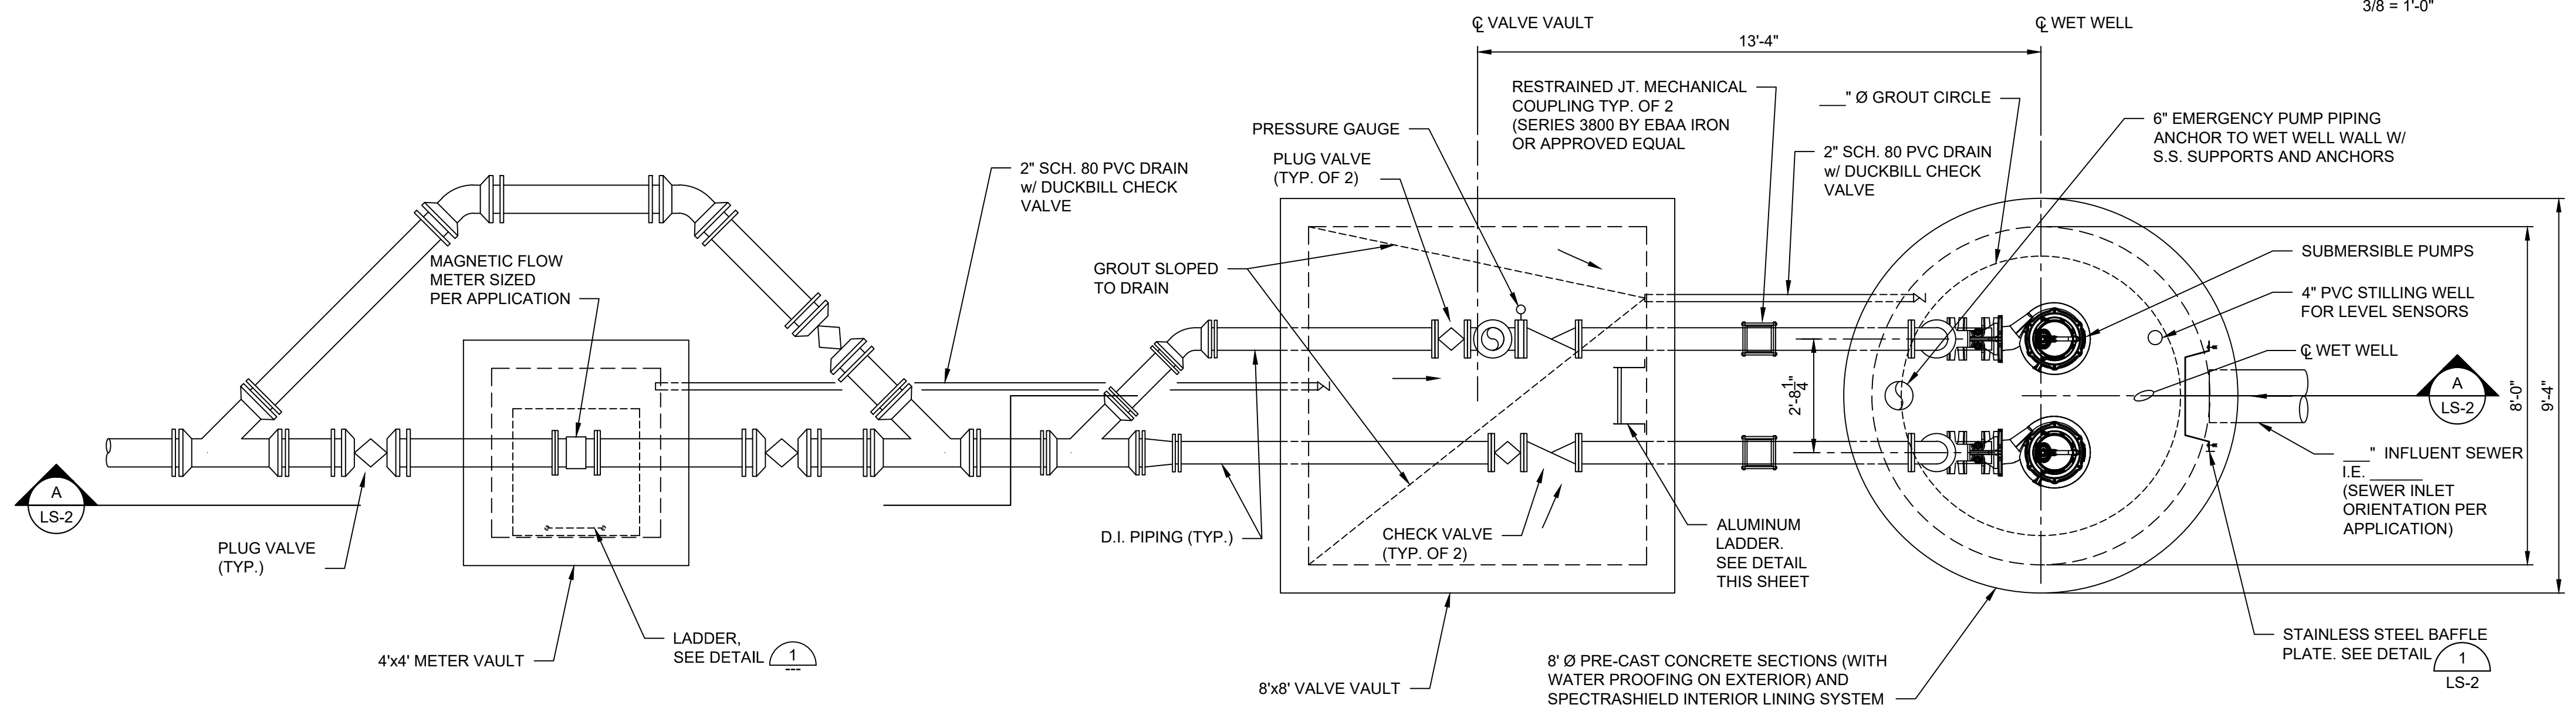 3/8 = 1'-0"
℄ VALVE VAULT
℄ WET WELL
13'-4"
RESTRAINED JT. MECHANICAL
COUPLING TYP. OF 2
(SERIES 3800 BY EBAA IRON
OR APPROVED EQUAL
___" Ø GROUT CIRCLE
6" EMERGENCY PUMP PIPING
ANCHOR TO WET WELL WALL W/
S.S. SUPPORTS AND ANCHORS
PRESSURE GAUGE
PLUG VALVE
(TYP. OF 2)
2" SCH. 80 PVC DRAIN
w/ DUCKBILL CHECK
VALVE
2" SCH. 80 PVC DRAIN
w/ DUCKBILL CHECK
VALVE
MAGNETIC FLOW
METER SIZED
PER APPLICATION
GROUT SLOPED
TO DRAIN
SUBMERSIBLE PUMPS
4" PVC STILLING WELL
FOR LEVEL SENSORS
℄ WET WELL
A
LS-2
2'-8 1/4"
8'-0"
9'-4"
___" INFLUENT SEWER
I.E. ______
(SEWER INLET
ORIENTATION PER
APPLICATION)
A
LS-2
PLUG VALVE
(TYP.)
D.I. PIPING (TYP.)
CHECK VALVE
(TYP. OF 2)
ALUMINUM
LADDER.
SEE DETAIL
THIS SHEET
LADDER,
SEE DETAIL
1
---
4'x4' METER VAULT
8'x8' VALVE VAULT
8' Ø PRE-CAST CONCRETE SECTIONS (WITH
WATER PROOFING ON EXTERIOR) AND
SPECTRASHIELD INTERIOR LINING SYSTEM
STAINLESS STEEL BAFFLE
PLATE. SEE DETAIL
1
LS-2